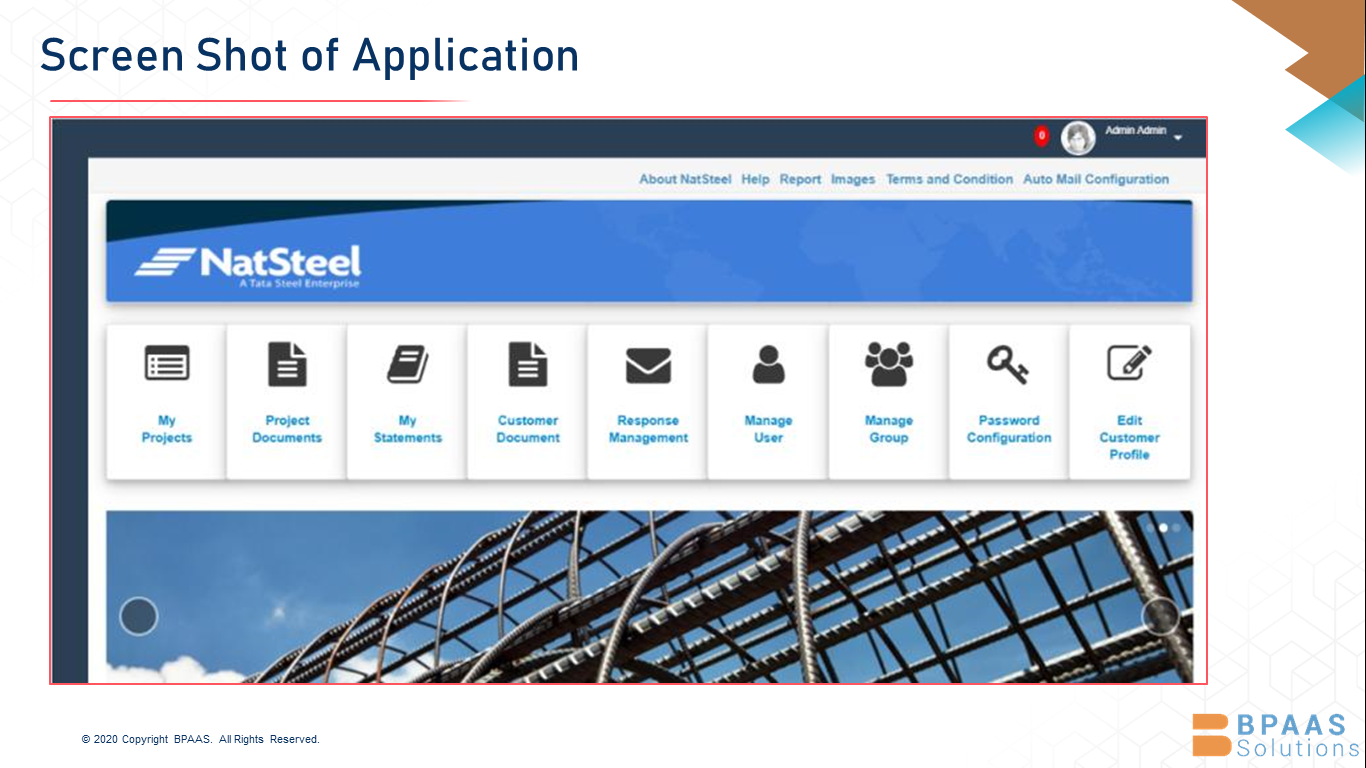 Screen Shot of Application
0
Admin Admin
About NatSteel Help Report Images Terms and Condition Auto Mail Configuration
NatSteel
A Tata Steel Enterprise
My
Projects
Project
Documents
My
Statements
Customer
Document
Response
Management
Manage
User
Manage
Group
Password
Configuration
Edit
Customer
Profile
© 2020 Copyright BPAAS. All Rights Reserved.
BPAAS
Solutions